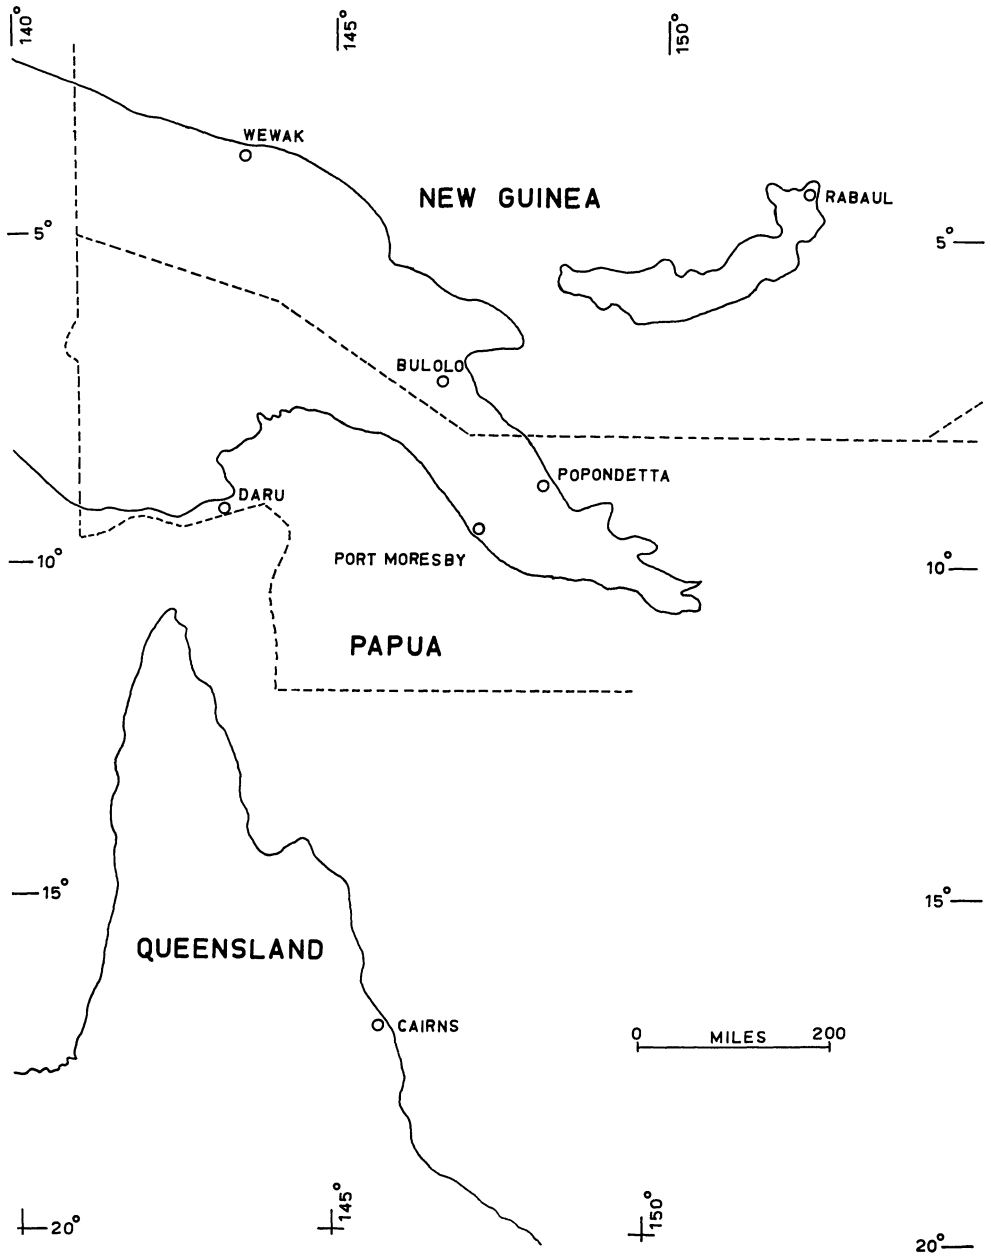 140°
145°
150°
WEWAK
NEW GUINEA
RABAUL
5°
5°
BULOLO
POPONDETTA
DARU
PORT MORESBY
10°
10°
PAPUA
15°
15°
QUEENSLAND
CAIRNS
0 MILES 200
20°
145°
150°
20°